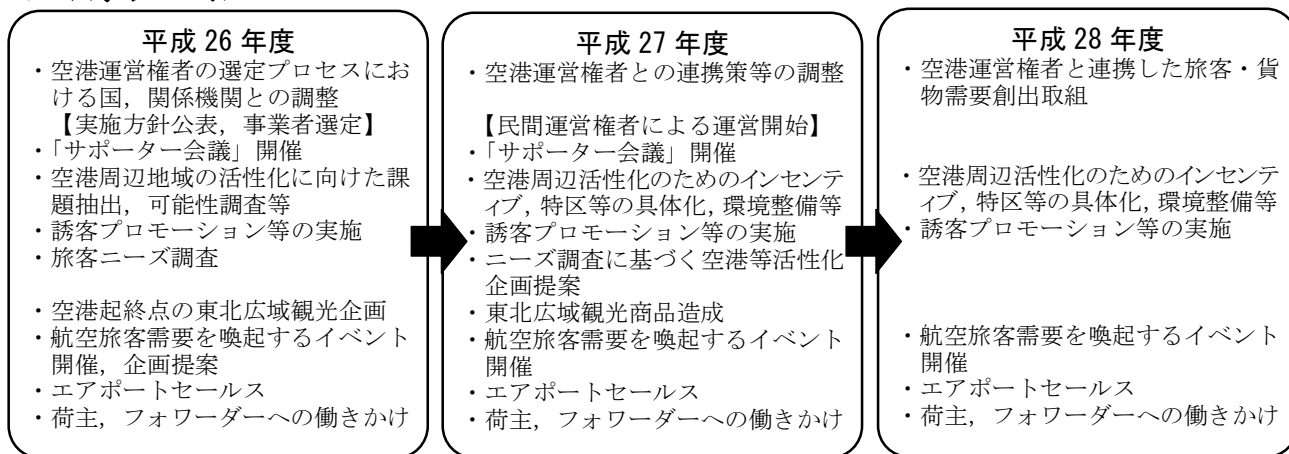 平成 26 年度
・空港運営権者の選定プロセスにお
ける国，関係機関との調整
【実施方針公表，事業者選定】
・「サポーター会議」開催
・空港周辺地域の活性化に向けた課
題抽出，可能性調査等
・誘客プロモーション等の実施
・旅客ニーズ調査
・空港起終点の東北広域観光企画
・航空旅客需要を喚起するイベント
開催，企画提案
・エアポートセールス
・荷主，フォワーダーへの働きかけ
平成 27 年度
・空港運営権者との連携策等の調整
【民間運営権者による運営開始】
・「サポーター会議」開催
・空港周辺活性化のためのインセンテ
ィブ，特区等の具体化，環境整備等
・誘客プロモーション等の実施
・ニーズ調査に基づく空港等活性化
企画提案
・東北広域観光商品造成
・航空旅客需要を喚起するイベント
開催
・エアポートセールス
・荷主，フォワーダーへの働きかけ
平成 28 年度
・空港運営権者と連携した旅客・貨
物需要創出取組
・空港周辺活性化のためのインセンテ
ィブ，特区等の具体化，環境整備等
・誘客プロモーション等の実施
・航空旅客需要を喚起するイベント
開催
・エアポートセールス
・荷主，フォワーダーへの働きかけ